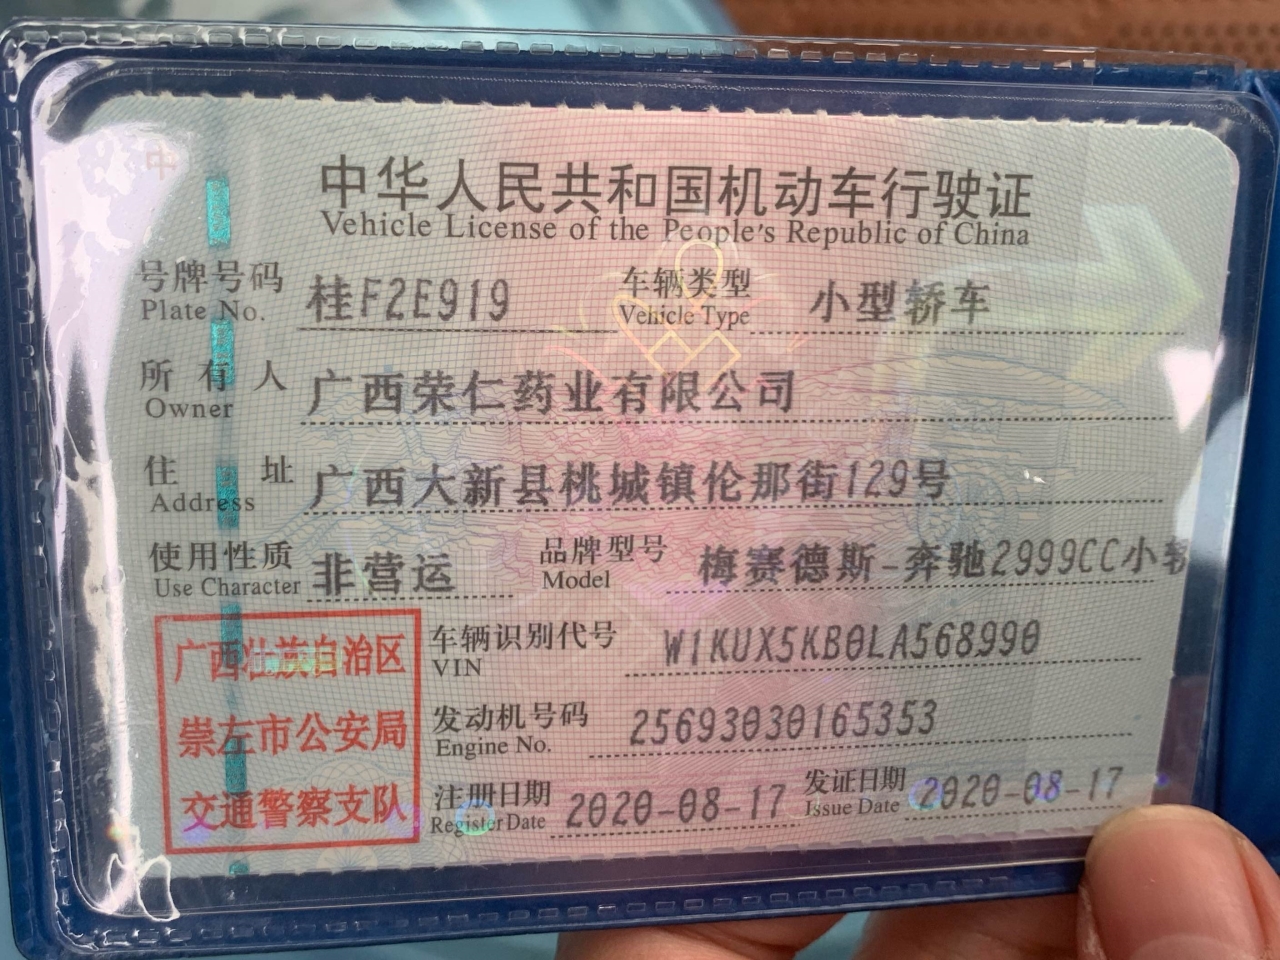 中华人民共和国机动车行驶证
Vehicle License of the People's Republic of China
号牌号码 桂F2E919 车辆类型 小型轿车
Plate No. Vehicle Type
所有人 广西荣仁药业有限公司
Owner
住址 广西大新县桃城镇伦那街129号
Address
使用性质 非营运 品牌型号 梅赛德斯-奔驰2999CC小轿
Use Character Model
广西壮族自治区
崇左市公安局
交通警察支队
车辆识别代号 W1KUX5KB0LA568990
VIN
发动机号码 25693030165353
Engine No.
注册日期 2020-08-17 发证日期 2020-08-17
Register Date Issue Date